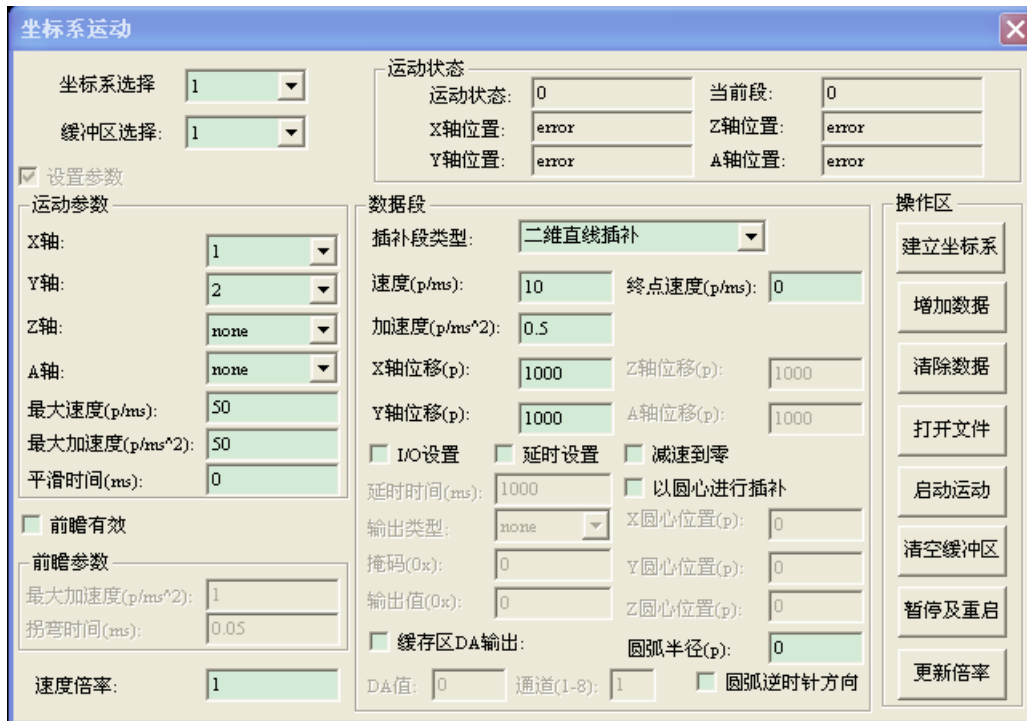 坐标系运动
坐标系选择 1
缓冲区选择: 1
设置参数
运动状态
运动状态: 0 当前段: 0
X轴位置: error Z轴位置: error
Y轴位置: error A轴位置: error
运动参数
X轴: 1
Y轴: 2
Z轴: none
A轴: none
最大速度(p/ms): 50
最大加速度(p/ms^2): 50
平滑时间(ms): 0
前瞻有效
前瞻参数
最大加速度(p/ms^2): 1
拐弯时间(ms): 0.05
速度倍率: 1
数据段
插补段类型: 二维直线插补
速度(p/ms): 10 终点速度(p/ms): 0
加速度(p/ms^2): 0.5
X轴位移(p): 1000 Z轴位移(p): 1000
Y轴位移(p): 1000 A轴位移(p): 1000
I/O设置 延时设置 减速到零
延时时间(ms): 1000 以圆心进行插补
输出类型: none X圆心位置(p): 0
掩码(0x): 0 Y圆心位置(p): 0
输出值(0x): 0 Z圆心位置(p): 0
缓存区DA输出: 圆弧半径(p): 0
DA值: 0 通道(1-8): 1 圆弧逆时针方向
操作区
建立坐标系
增加数据
清除数据
打开文件
启动运动
清空缓冲区
暂停及重启
更新倍率